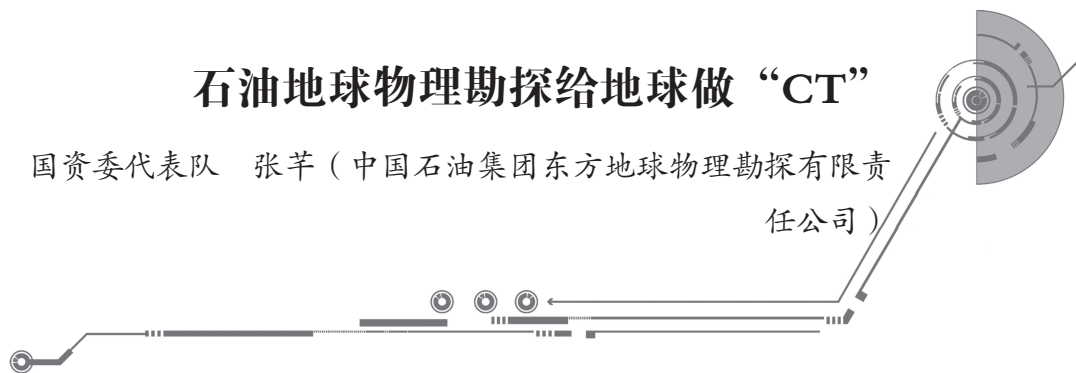 石油地球物理勘探给地球做“CT”
国资委代表队　张芊（中国石油集团东方地球物理勘探有限责
任公司）